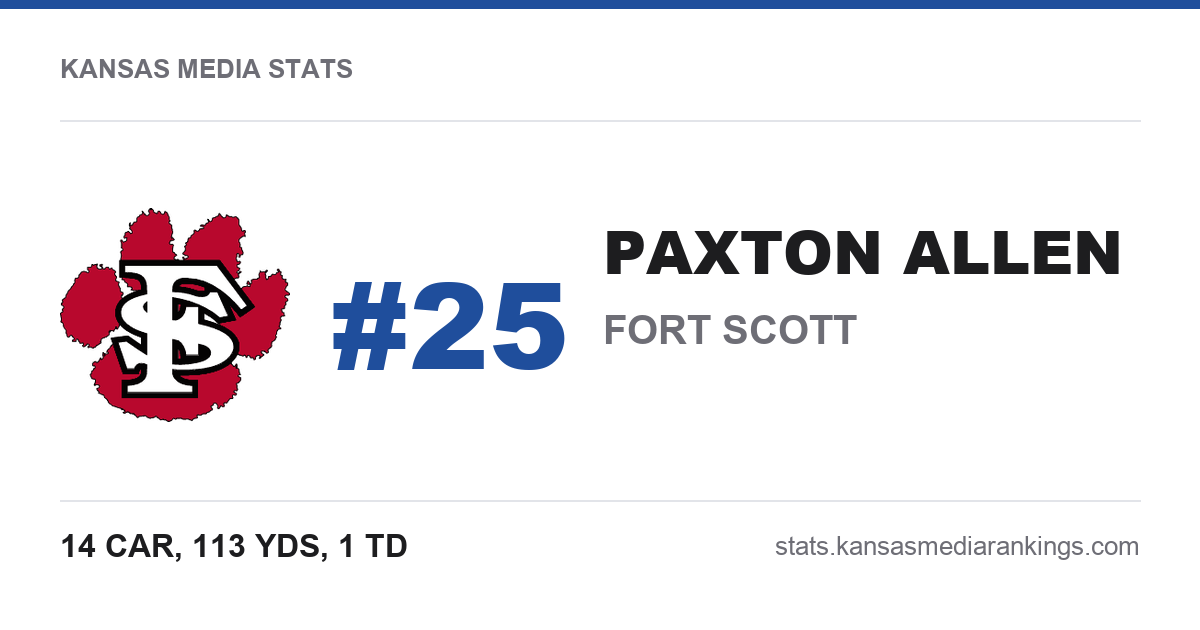 KANSAS MEDIA STATS
FS
#25
PAXTON ALLEN
FORT SCOTT
14 CAR, 113 YDS, 1 TD
stats.kansasmediarankings.com